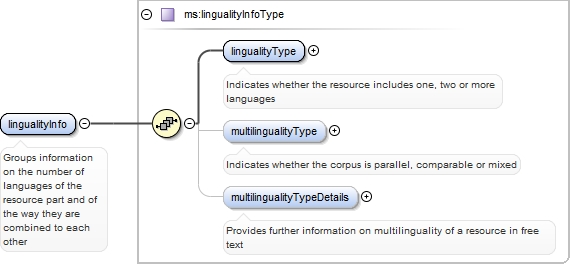 ms:lingualityInfoType
lingualityType
Indicates whether the resource includes one, two or more
languages
lingualityInfo
multilingualityType
Groups information
on the number of
languages of the
resource part and of
the way they are
combined to each
other
Indicates whether the corpus is parallel, comparable or mixed
multilingualityTypeDetails
Provides further information on multilinguality of a resource in free
text